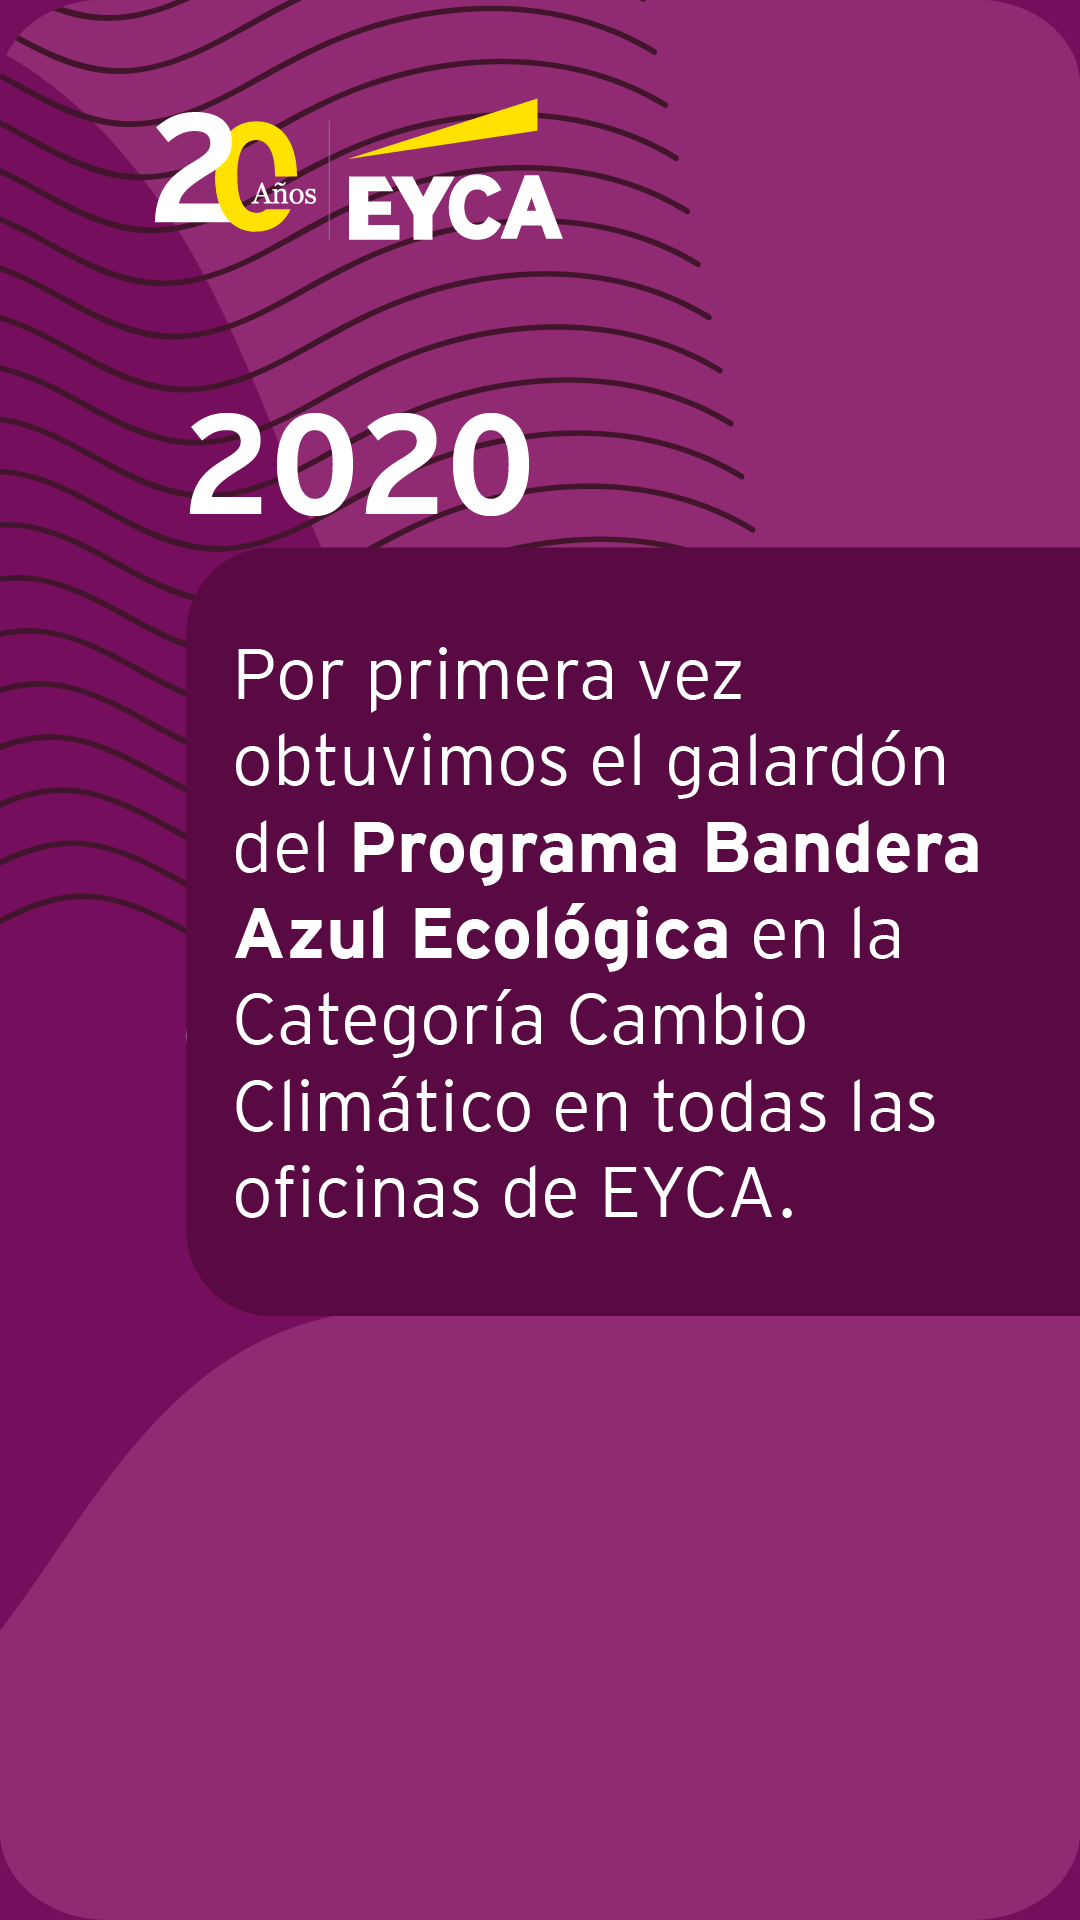 20 Años
EYCA
2020
Por primera vez
obtuvimos el galardón
del Programa Bandera
Azul Ecológica en la
Categoría Cambio
Climático en todas las
oficinas de EYCA.